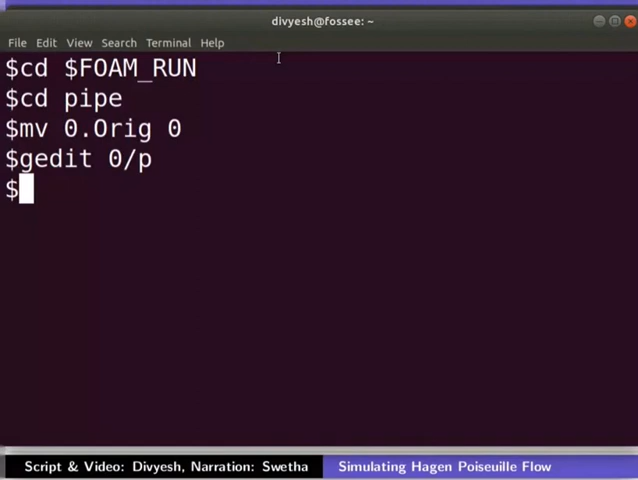 divyesh@fossee: ~
File Edit View Search Terminal Help
$cd $FOAM_RUN
$cd pipe
$mv 0.Orig 0
$gedit 0/p
$
Script & Video: Divyesh, Narration: Swetha
Simulating Hagen Poiseuille Flow